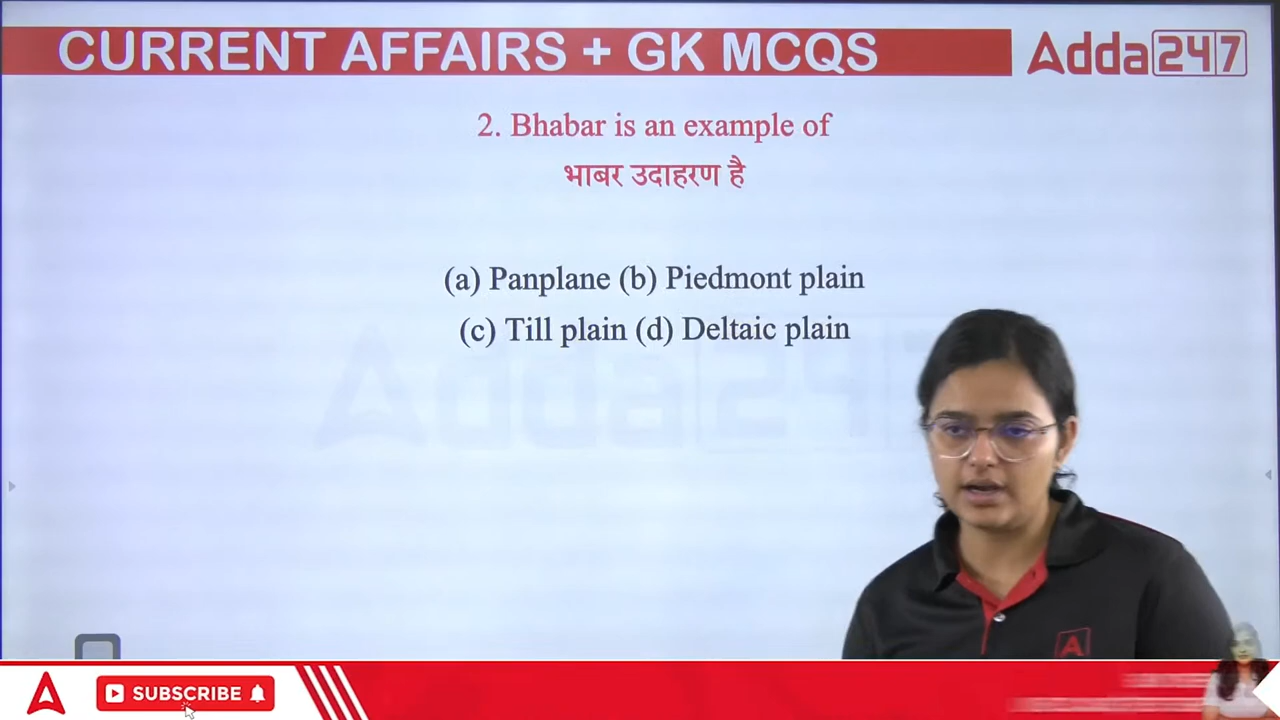 CURRENT AFFAIRS + GK MCQS
Adda247
2. Bhabar is an example of
भाबर उदाहरण है
(a) Panplane (b) Piedmont plain
(c) Till plain (d) Deltaic plain
Adda247
A
SUBSCRIBE